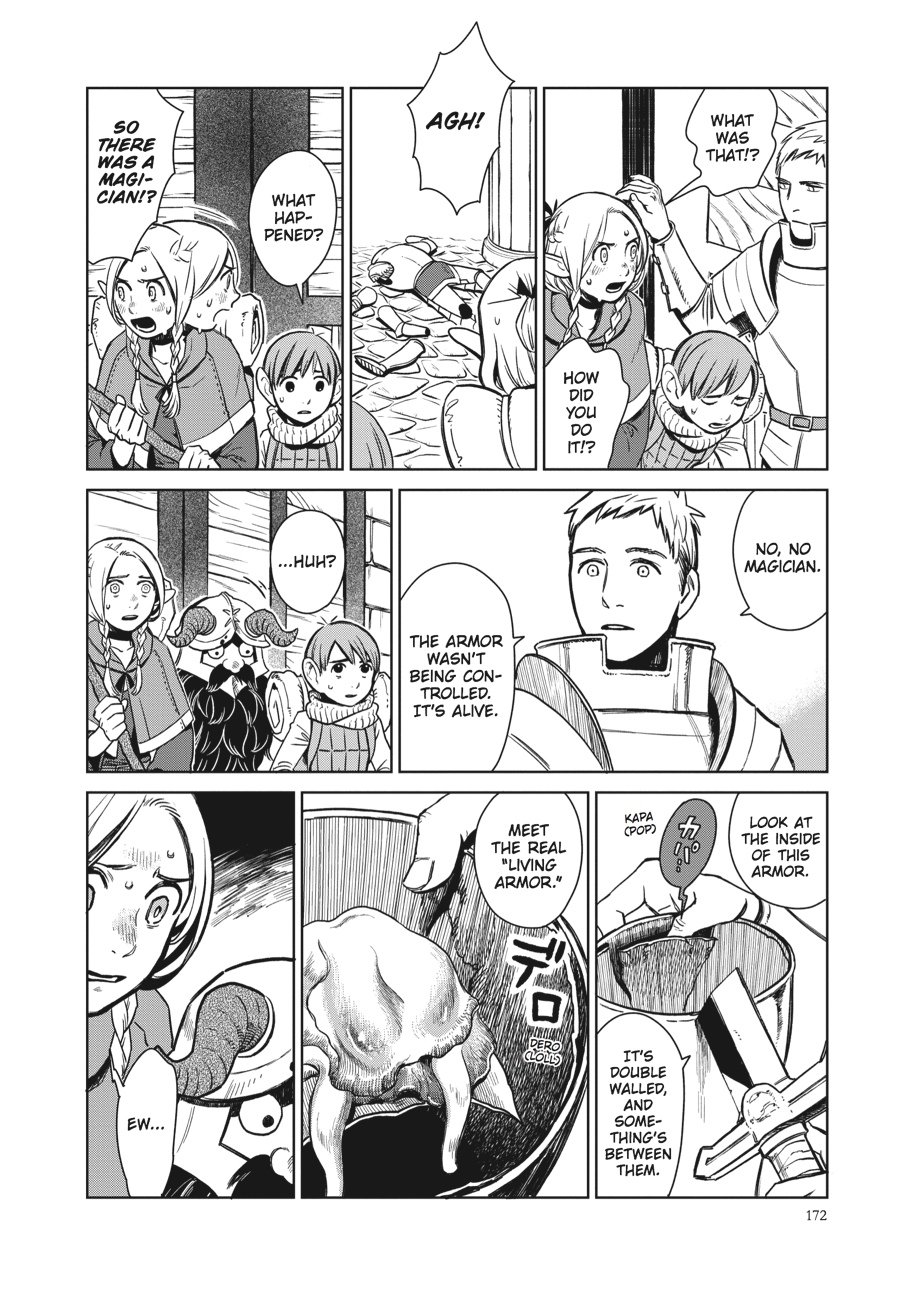 WHAT
WAS
THAT!?
HOW
DID
YOU
DO
IT!?
AGH!
WHAT
HAP-
PENED?
SO
THERE
WAS A
MAGI-
CIAN!?
NO, NO
MAGICIAN.
THE ARMOR
WASN'T
BEING CON-
TROLLED.
IT'S ALIVE.
...HUH?
LOOK AT
THE INSIDE
OF THIS
ARMOR.
カパッ
KAPA
(POP)
IT'S
DOUBLE
WALLED,
AND
SOME-
THING'S
BETWEEN
THEM.
MEET
THE REAL
"LIVING
ARMOR."
デロ
DERO
(LOLL)
EW...
172